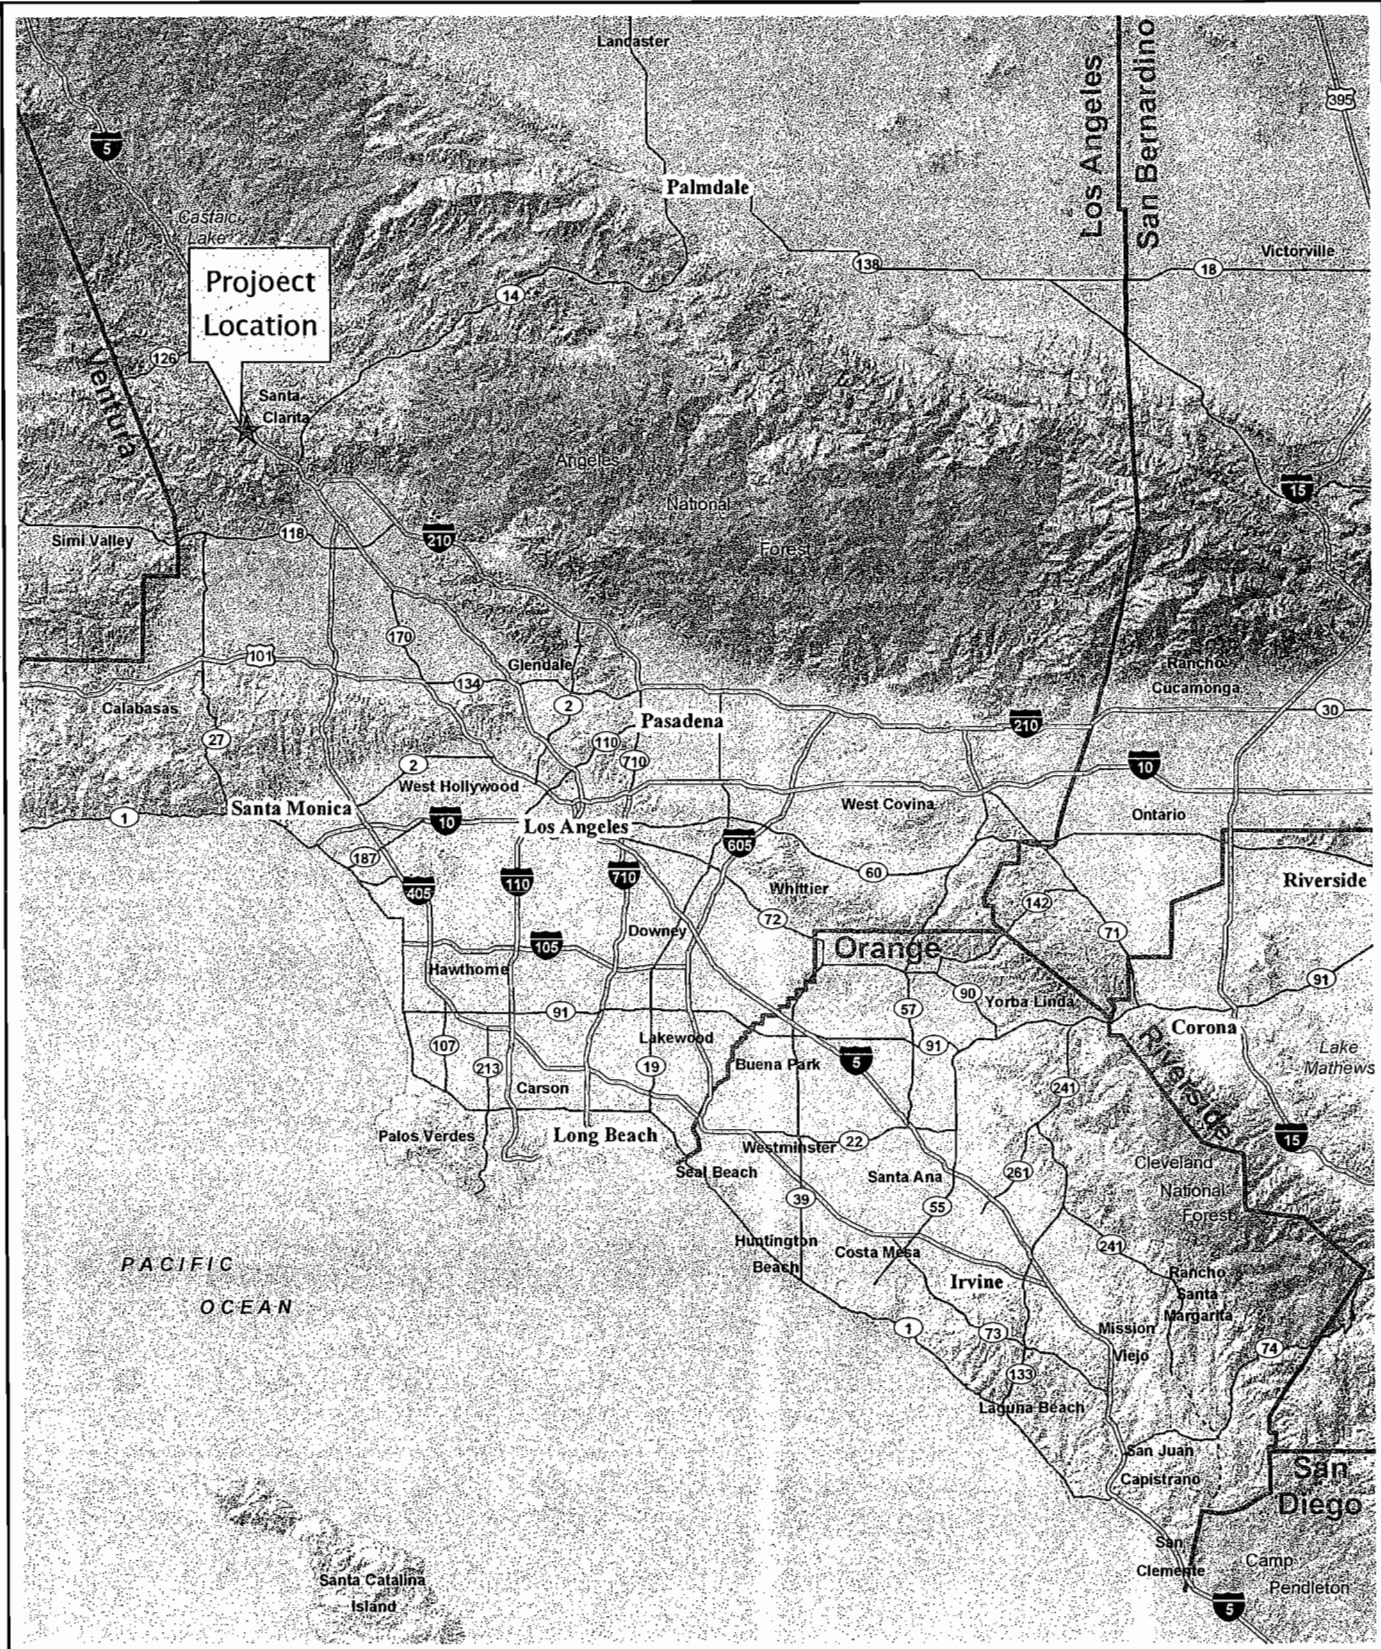 Lancaster
Los Angeles
San Bernardino
395
5
Palmdale
Castaic
Lake
Projoect
Location
138
18
Victorville
14
126
Ventura
Santa
Clarita
Angeles
National
Forest
15
Simi Valley
118
210
170
101
Glendale
134
Rancho
Cucamonga
Calabasas
2
Pasadena
210
30
27
110
710
2
West Hollywood
10
West Covina
Santa Monica
1
10
Los Angeles
Ontario
187
605
405
110
710
60
Whittier
Riverside
142
72
71
Downey
105
Orange
Hawthorne
91
90
Yorba Linda
57
91
Corona
Riverside
107
Lakewood
91
Lake
Mathews
213
19
Buena Park
5
Carson
241
Palos Verdes
Long Beach
15
Westminster
22
Seal Beach
Santa Ana
261
Cleveland
National
Forest
39
55
Huntington
Beach
Costa Mesa
241
PACIFIC
OCEAN
Irvine
Rancho
Santa
Margarita
1
73
Mission
Viejo
74
133
Laguna Beach
San Juan
Capistrano
San
Diego
San
Clemente
Camp
Pendleton
Santa Catalina
Island
5